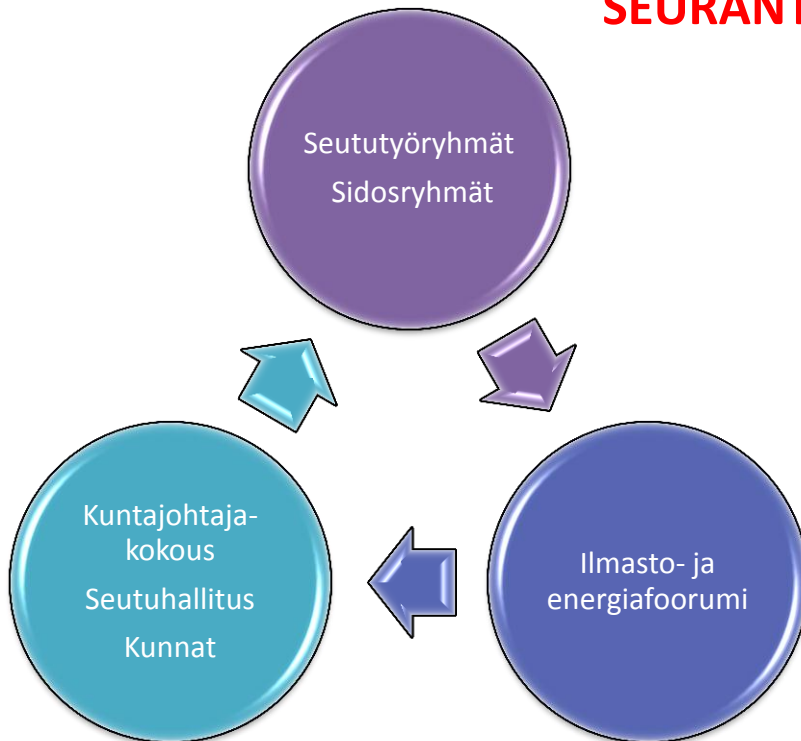 SEURANT
Seututyöryhmät
Sidosryhmät
Kuntajohtaja-
kokous
Seutuhallitus
Kunnat
Ilmasto- ja
energiafoorumi